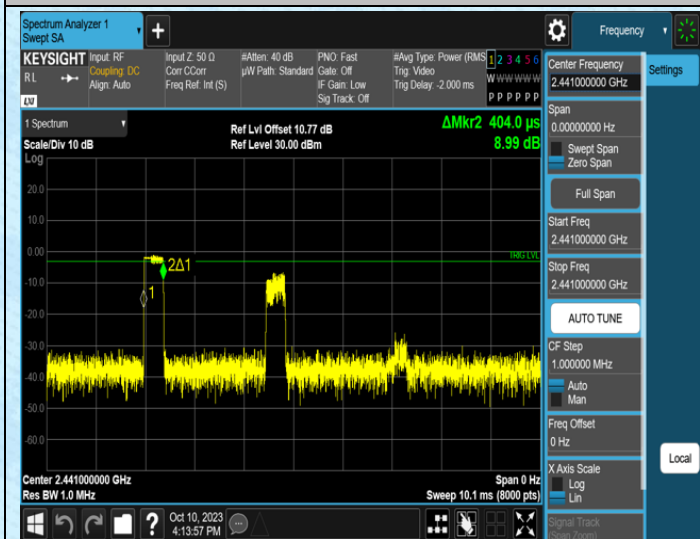 Spectrum Analyzer 1
Swept SA
+
Frequency
KEYSIGHT
Input: RF
Coupling: DC
Align: Auto
Input Z: 50 Ω
Corr CCorr
Freq Ref: Int (S)
#Atten: 40 dB
µW Path: Standard
PNO: Fast
Gate: Off
IF Gain: Low
Sig Track: Off
#Avg Type: Power (RMS
Trig: Video
Trig Delay: -2.000 ms
1 2 3 4 5 6
W W W W W W
P P P P P P
R L
LXI
Center Frequency
2.441000000 GHz
Settings
Span
0.00000000 Hz
Swept Span
Zero Span
Full Span
Start Freq
2.441000000 GHz
Stop Freq
2.441000000 GHz
AUTO TUNE
CF Step
1.000000 MHz
Auto
Man
Freq Offset
0 Hz
X Axis Scale
Log
Lin
Signal Track
(Span Zoom)
Local
1 Spectrum
Scale/Div 10 dB
Log
Ref Lvl Offset 10.77 dB
Ref Level 30.00 dBm
ΔMkr2 404.0 µs
8.99 dB
20.0
10.0
0.00
-10.0
-20.0
-30.0
-40.0
-50.0
-60.0
TRIG LVL
2Δ1
1
Center 2.441000000 GHz
Res BW 1.0 MHz
Span 0 Hz
Sweep 10.1 ms (8000 pts)
?
Oct 10, 2023
4:13:57 PM